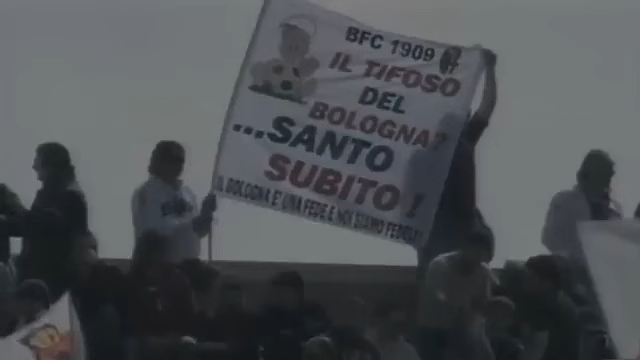 BFC 1909
IL TIFOSO
DEL
BOLOGNA?
...SANTO
SUBITO!
IL BOLOGNA E' UNA FEDE E NOI SIAMO FEDELI